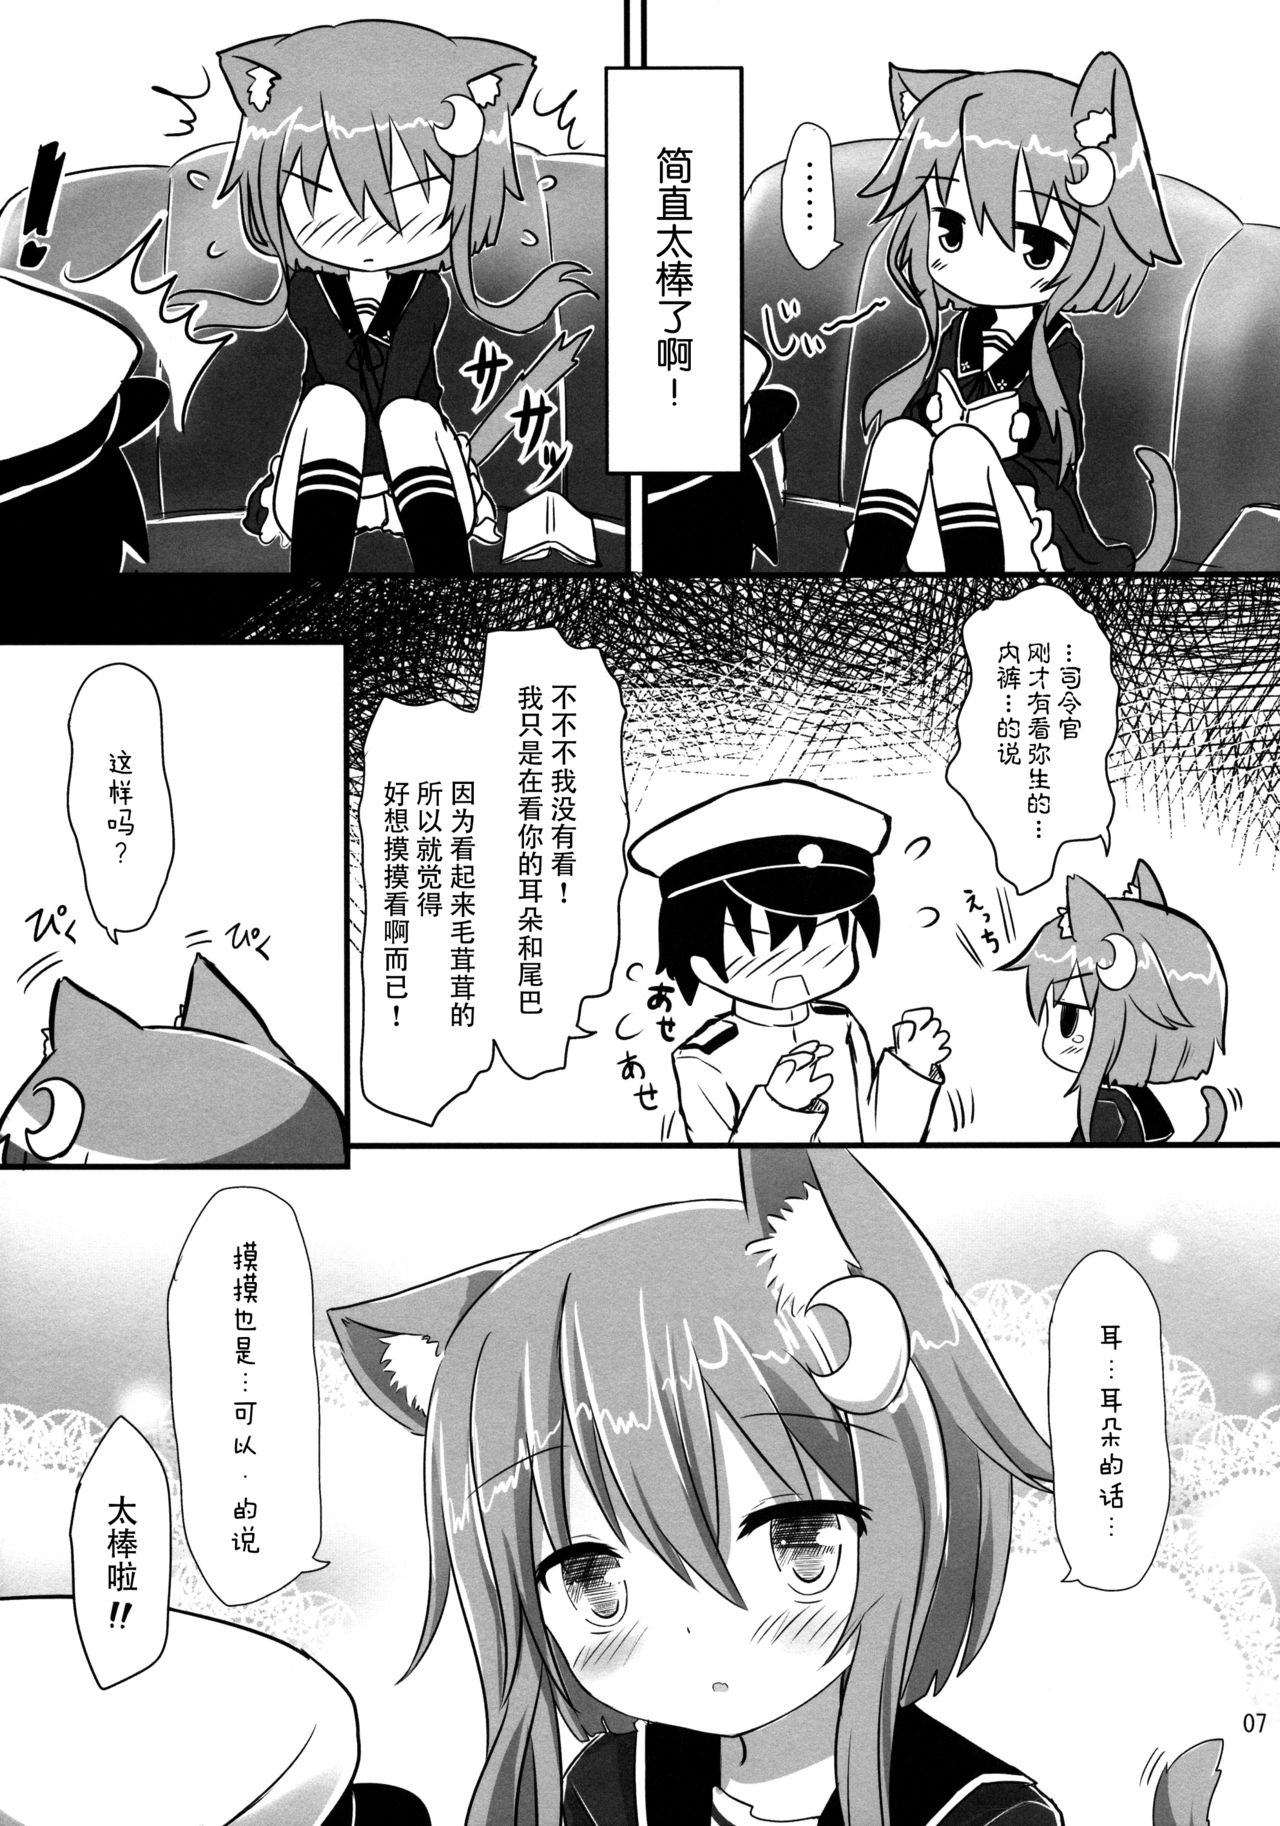 ……
じぃ〜
简直太棒了啊！
！
サ
サッ
…司令官
刚才有看弥生的…
内裤…的说
えっち
不不不我没有看！
我只是在看你的耳朵和尾巴
因为看起来毛茸茸的
所以就觉得
好想摸摸看啊而已！
あせ
あせ
这样吗？
ぴく
ぴく
耳…耳朵的话…
摸摸也是…可以．的说
太棒啦!!
07